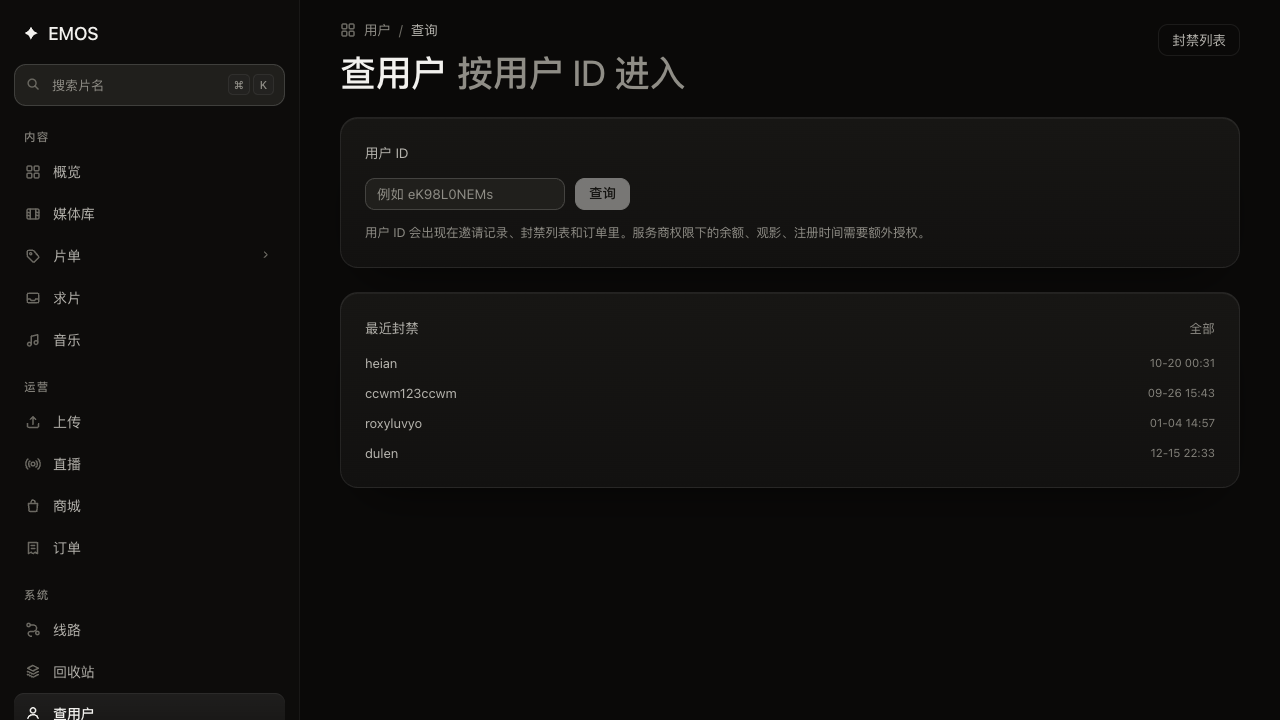 EMOS
搜索片名 ⌘ K
内容
概览
媒体库
片单
求片
音乐
运营
上传
直播
商城
订单
系统
线路
回收站
查用户
用户 / 查询
封禁列表
查用户 按用户 ID 进入
用户 ID
例如 eK98L0NEMs 查询
用户 ID 会出现在邀请记录、封禁列表和订单里。服务商权限下的余额、观影、注册时间需要额外授权。
最近封禁 全部
heian 10-20 00:31
ccwm123ccwm 09-26 15:43
roxyluvyo 01-04 14:57
dulen 12-15 22:33